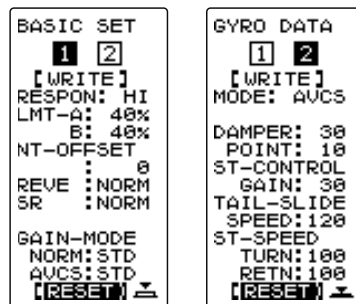 BASIC SET
1 2
[WRITE]
RESPON: HI
LMT-A: 40%
B: 40%
NT-OFFSET
: 0
REVE :NORM
SR :NORM
GAIN-MODE
NORM:STD
AVCS:STD
[RESET]
GYRO DATA
1 2
[WRITE]
MODE: AVCS
DAMPER: 30
POINT: 10
ST-CONTROL
GAIN: 30
TAIL-SLIDE
SPEED:120
ST-SPEED
TURN:100
RETN:100
[RESET]